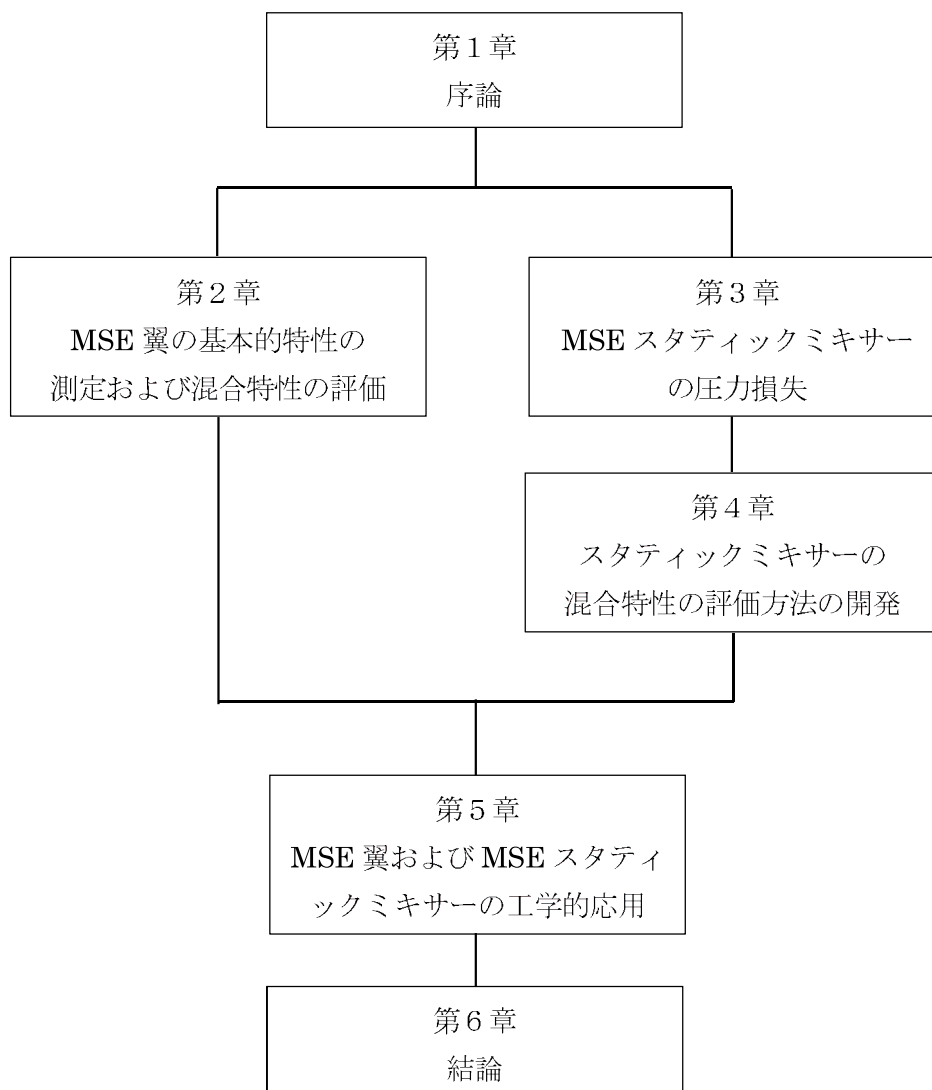 第１章
序論
第２章
MSE 翼の基本的特性の
測定および混合特性の評価
第３章
MSE スタティックミキサー
の圧力損失
第４章
スタティックミキサーの
混合特性の評価方法の開発
第５章
MSE 翼および MSE スタティ
ックミキサーの工学的応用
第６章
結論